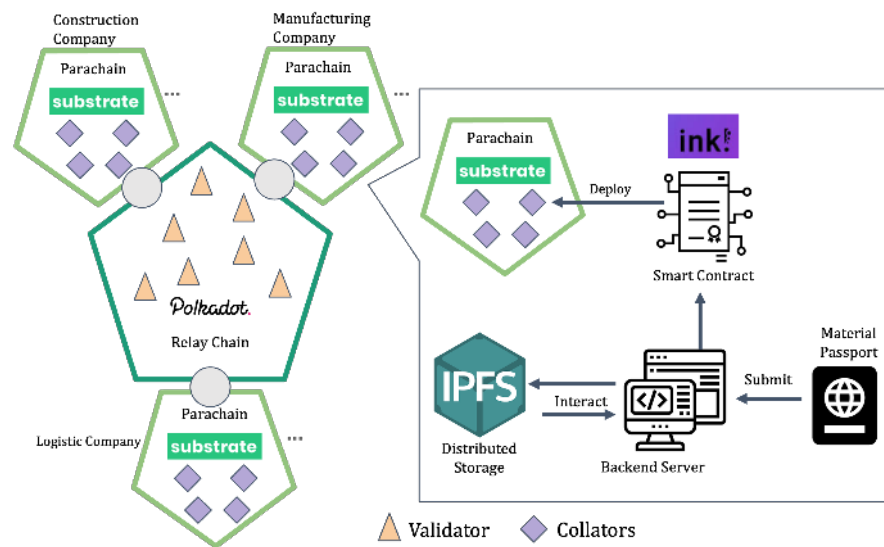 Construction
Company
Parachain
substrate
...
Manufacturing
Company
Parachain
substrate
...
Polkadot.
Relay Chain
Logistic Company
Parachain
substrate
...
Parachain
substrate
Deploy
ink!
Smart Contract
Material
Passport
Submit
Backend Server
Interact
IPFS
Distributed
Storage
Validator
Collators